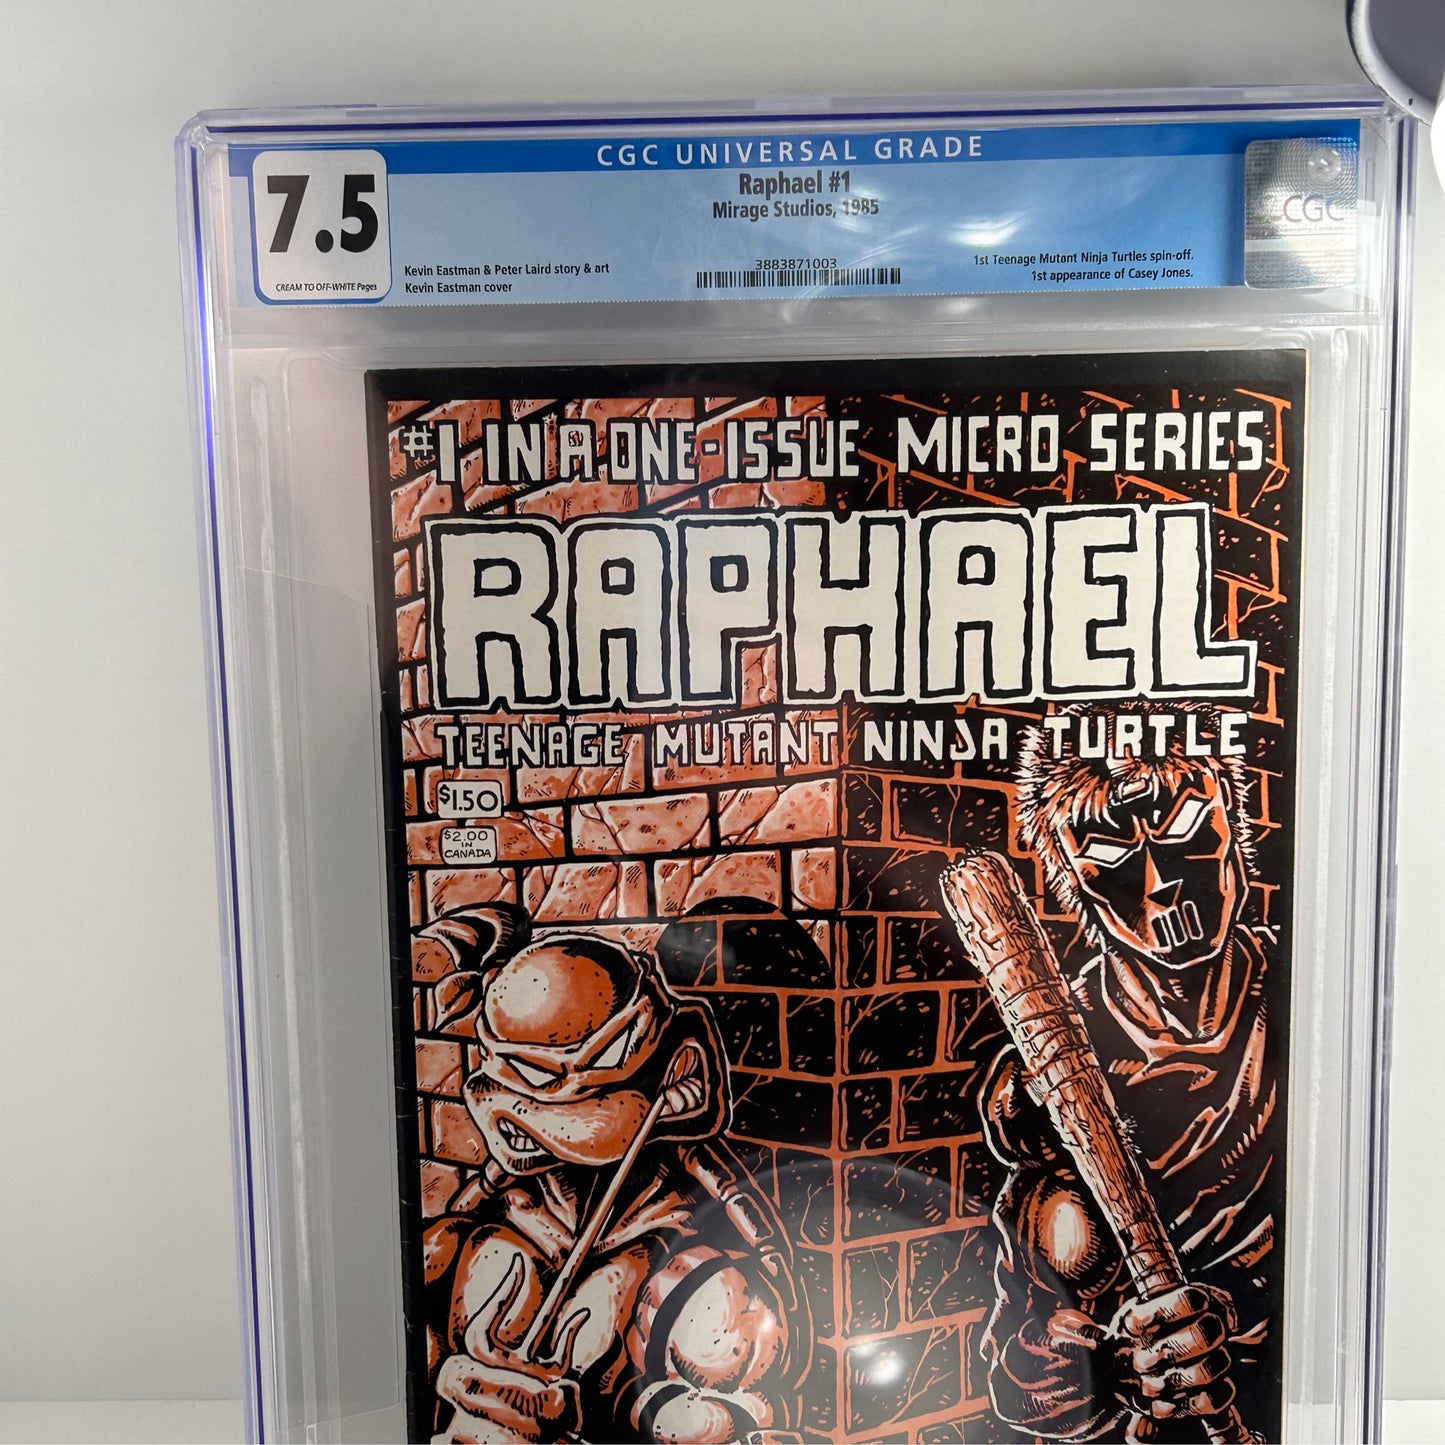 CGC UNIVERSAL GRADE
7.5
CREAM TO OFF-WHITE Pages
Raphael #1
Mirage Studios, 1985
Kevin Eastman & Peter Laird story & art
Kevin Eastman cover
3883871003
1st Teenage Mutant Ninja Turtles spin-off.
1st appearance of Casey Jones.
CGC
#1 IN A ONE-ISSUE MICRO SERIES
RAPHAEL
TEENAGE MUTANT NINJA TURTLE
$1.50
$2.00
IN
CANADA